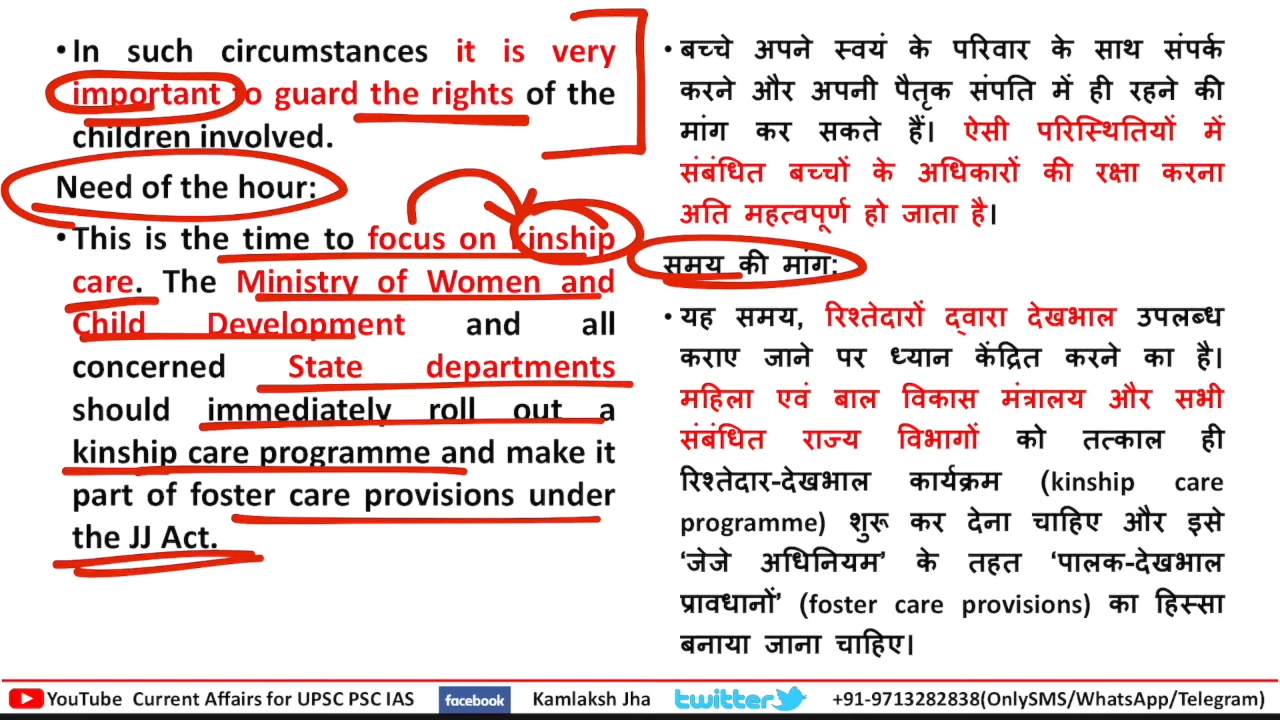 • In such circumstances it is very
important to guard the rights of the
children involved.
Need of the hour:
• This is the time to focus on kinship
care. The Ministry of Women and
Child Development and all
concerned State departments
should immediately roll out a
kinship care programme and make it
part of foster care provisions under
the JJ Act.
• बच्चे अपने स्वयं के परिवार के साथ संपर्क
करने और अपनी पैतृक संपति में ही रहने की
मांग कर सकते हैं। ऐसी परिस्थितियों में
संबंधित बच्चों के अधिकारों की रक्षा करना
अति महत्वपूर्ण हो जाता है।
समय की मांग:
• यह समय, रिश्तेदारों द्वारा देखभाल उपलब्ध
कराए जाने पर ध्यान केंद्रित करने का है।
महिला एवं बाल विकास मंत्रालय और सभी
संबंधित राज्य विभागों को तत्काल ही
रिश्तेदार-देखभाल कार्यक्रम (kinship care
programme) शुरू कर देना चाहिए और इसे
‘जेजे अधिनियम’ के तहत ‘पालक-देखभाल
प्रावधानों’ (foster care provisions) का हिस्सा
बनाया जाना चाहिए।
YouTube Current Affairs for UPSC PSC IAS facebook Kamlaksh Jha twitter +91-9713282838(OnlySMS/WhatsApp/Telegram)